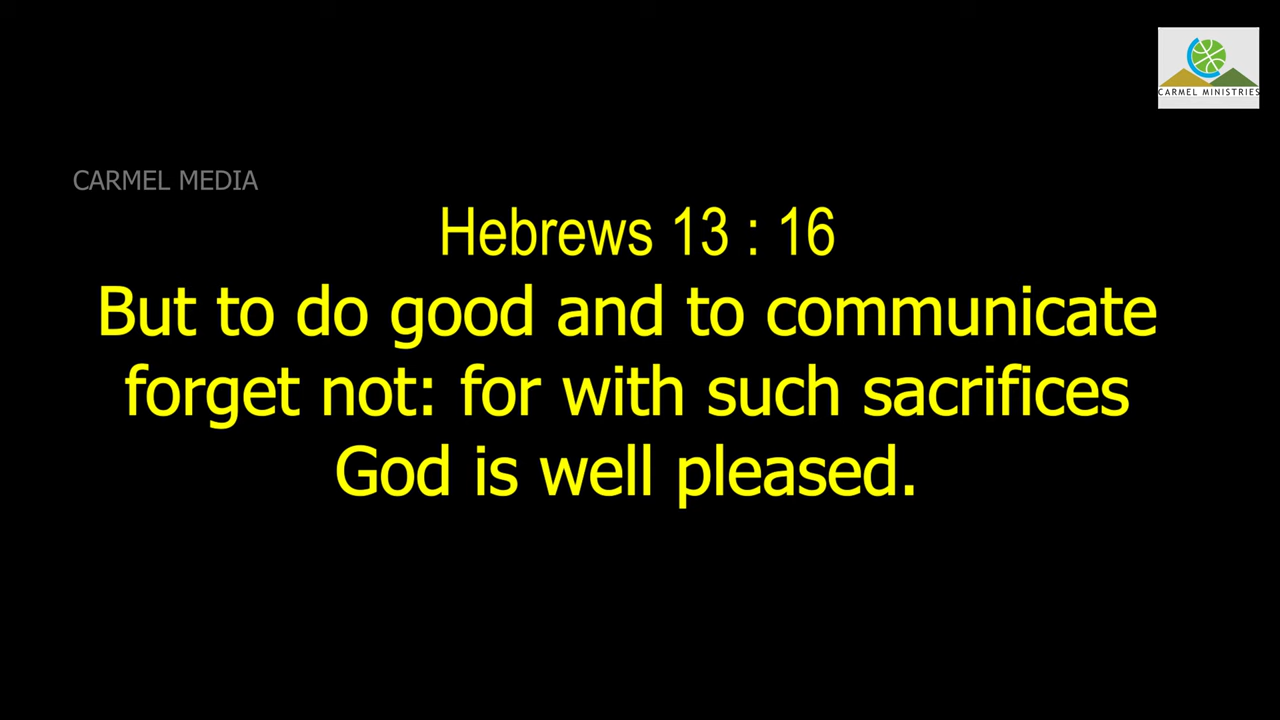 CARMEL MINISTRIES
CARMEL MEDIA
Hebrews 13 : 16
But to do good and to communicate
forget not: for with such sacrifices
God is well pleased.